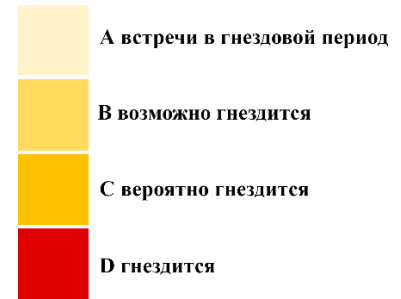 А встречи в гнездовой период
В возможно гнездится
С вероятно гнездится
D гнездится